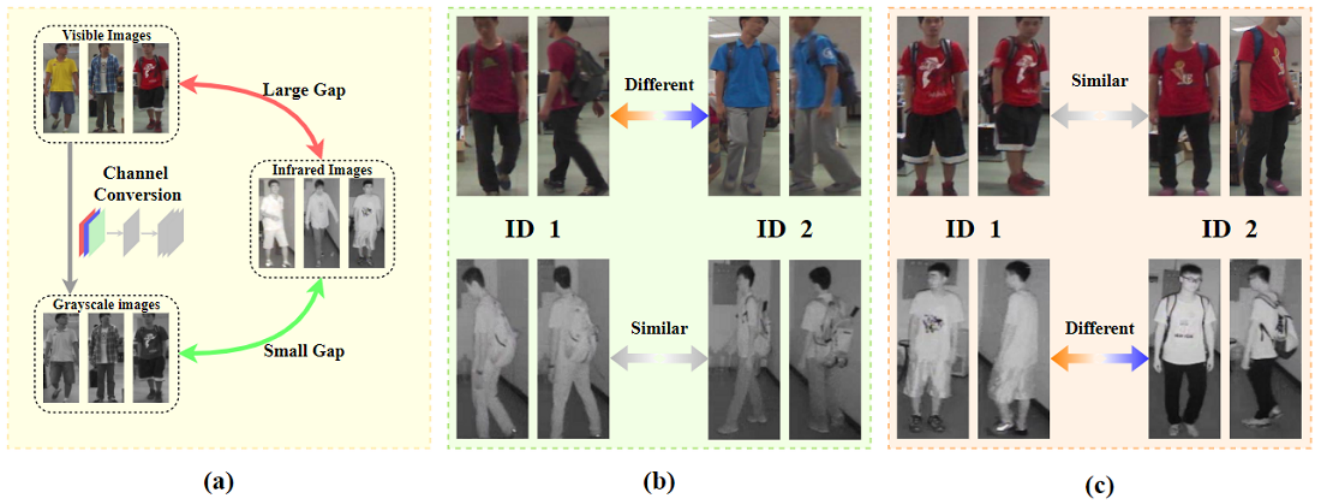 Visible Images
Large Gap
Channel
Conversion
Infrared Images
Grayscale images
Small Gap
(a)
Different
ID 1
ID 2
Similar
(b)
Similar
ID 1
ID 2
Different
(c)